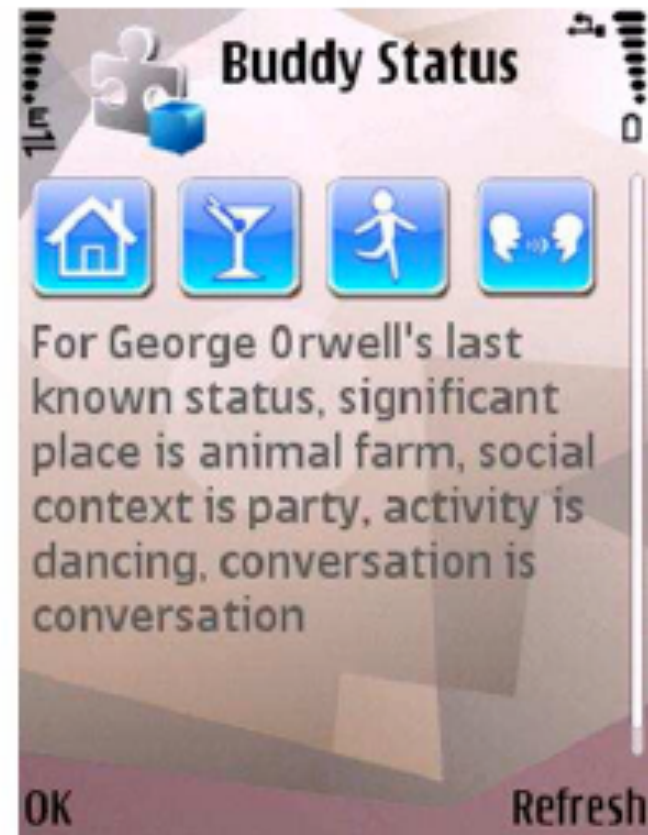 Buddy Status
For George Orwell's last
known status, significant
place is animal farm, social
context is party, activity is
dancing, conversation is
conversation
OK
Refresh